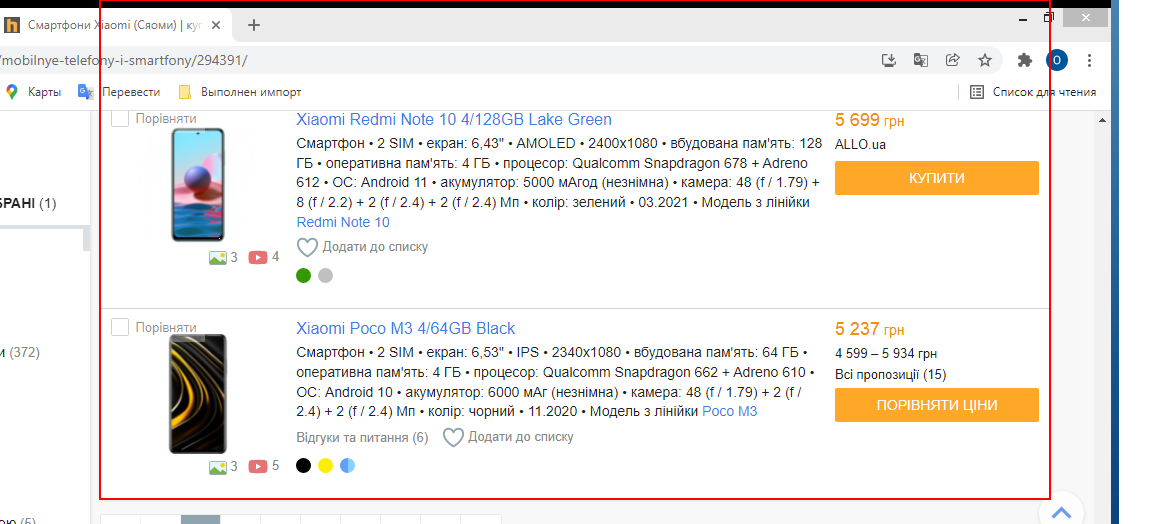 Смартфони Xiaomi (Сяоми) | куп
/mobilnye-telefony-i-smartfony/294391/
O
Карты
Перевести
Выполнен импорт
Список для чтения
БРАНІ (1)
и (372)
ою (5)
Порівняти
Xiaomi Redmi Note 10 4/128GB Lake Green
Смартфон • 2 SIM • екран: 6,43" • AMOLED • 2400x1080 • вбудована пам'ять: 128
ГБ • оперативна пам'ять: 4 ГБ • процесор: Qualcomm Snapdragon 678 + Adreno
612 • ОС: Android 11 • акумулятор: 5000 мАгод (незнімна) • камера: 48 (f / 1.79) +
8 (f / 2.2) + 2 (f / 2.4) + 2 (f / 2.4) Мп • колір: зелений • 03.2021 • Модель з лінійки
Redmi Note 10
3
4
Додати до списку
5 699 грн
ALLO.ua
КУПИТИ
Порівняти
Xiaomi Poco M3 4/64GB Black
Смартфон • 2 SIM • екран: 6,53" • IPS • 2340x1080 • вбудована пам'ять: 64 ГБ •
оперативна пам'ять: 4 ГБ • процесор: Qualcomm Snapdragon 662 + Adreno 610 •
ОС: Android 10 • акумулятор: 6000 мАг (незнімна) • камера: 48 (f / 1.79) + 2 (f /
2.4) + 2 (f / 2.4) Мп • колір: чорний • 11.2020 • Модель з лінійки Poco M3
Відгуки та питання (6)
Додати до списку
3
5
5 237 грн
4 599 – 5 934 грн
Всі пропозиції (15)
ПОРІВНЯТИ ЦІНИ